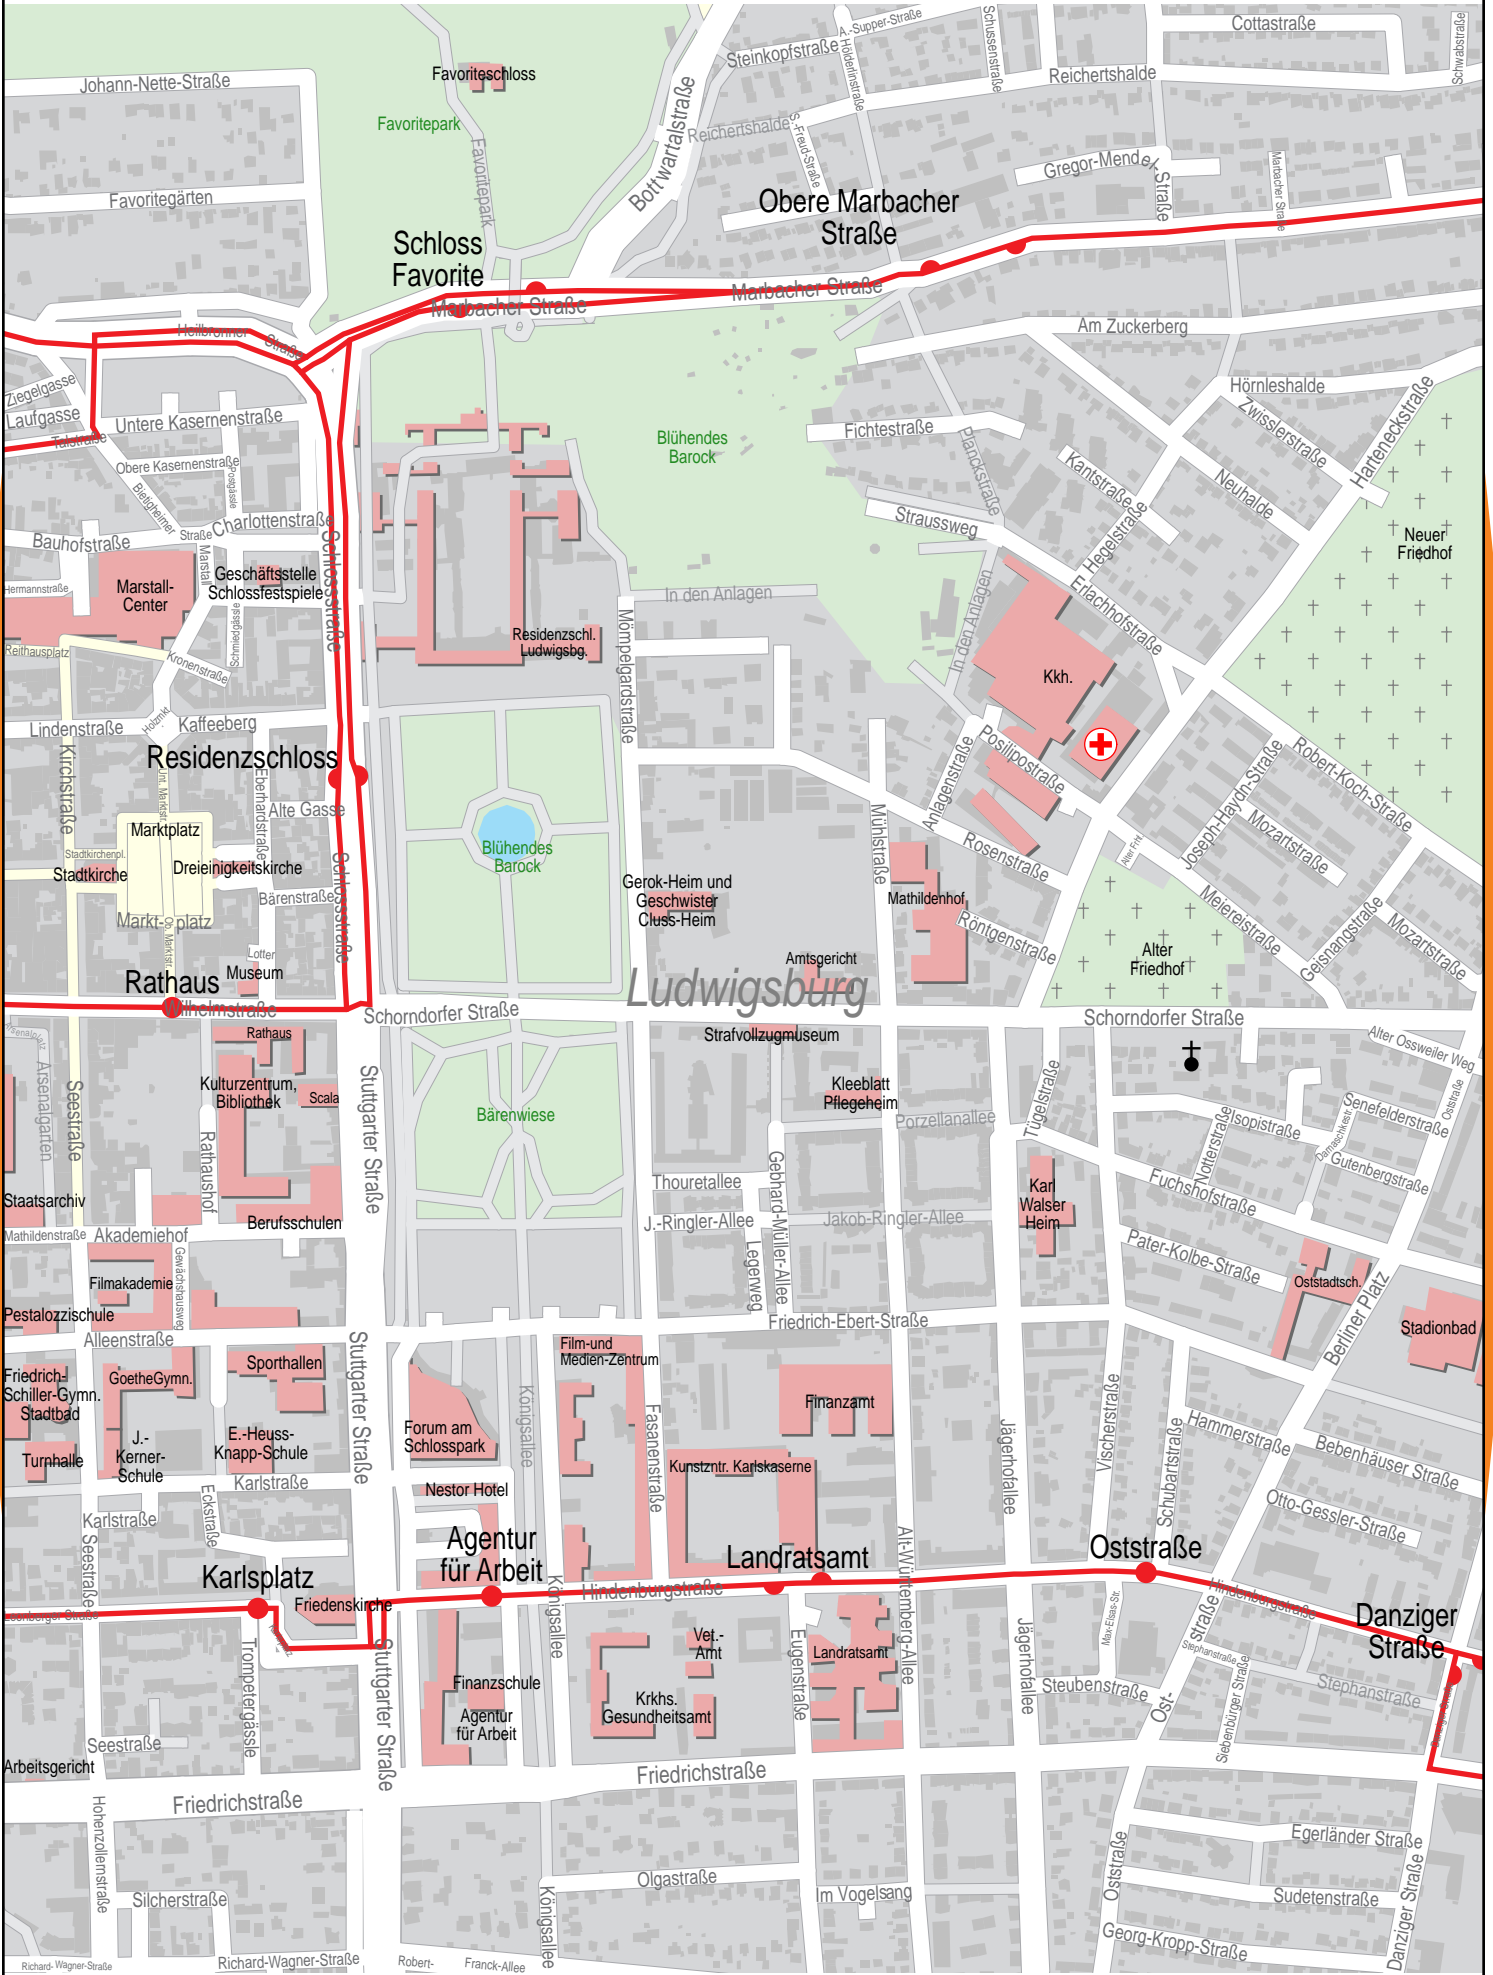 Cottastraße
A.-Supper-Straße
Schussenstraße
Schwabstraße
Steinkopfstraße
Hölderlinstraße
Reichertshalde
Johann-Nette-Straße
Favoriteschloss
Favoritepark
Favoritepark
Bottwartalstraße
Reichertshalde
S.-Freud-Straße
Gregor-Mendel-Straße
Marbacher Straße
Favoritegärten
Obere Marbacher
Straße
Schloss
Favorite
Marbacher Straße
Marbacher Straße
Heilbronner Straße
Am Zuckerberg
Ziegelgasse
Laufgasse
Talstraße
Untere Kasernenstraße
Hörnleshalde
Zwisslerstraße
Harteneckstraße
Fichtestraße
Planckstraße
Blühendes
Barock
Obere Kasernenstraße
Postgässle
Bietigheimer
Straße
Kantstraße
Neuhalde
Hegelstraße
Straussweg
Charlottenstraße
Bauhofstraße
Marstall
Schlossstraße
Neuer
Friedhof
Hermannstraße
Marstall-
Center
Geschäftsstelle
Schlossfestspiele
Schmiedgässle
In den Anlagen
In den Anlagen
Erlachhofstraße
Residenzschl.
Ludwigsbg.
Mömpelgardstraße
Reithausplatz
Kronenstraße
Kkh.
Lindenstraße
Holzmkt.
Kaffeeberg
Residenzschloss
Kirchstraße
Unt. Marktstr.
Eberhardstraße
Alte Gasse
Posilipostraße
Anlagenstraße
Mühlstraße
Rosenstraße
Joseph-Haydn-Straße
Robert-Koch-Straße
Mozartstraße
Marktplatz
Stadtkirchenpl.
Stadtkirche
Dreieinigkeitskirche
Schlossstraße
Blühendes
Barock
Alter Frhf.
Meiereistraße
Gerok-Heim und
Geschwister
Cluss-Heim
Mathildenhof
Bärenstraße
Markt-platz
Ob. Marktstr.
Röntgenstraße
Geisnangstraße
Mozartstraße
Alter
Friedhof
Lotter
Museum
Amtsgericht
Rathaus
Wilhelmstraße
Ludwigsburg
Schorndorfer Straße
Schorndorfer Straße
Strafvollzugmuseum
Rathaus
Alter Ossweiler Weg
Arsenalplatz
Arsenalgarten
Seestraße
Kulturzentrum,
Bibliothek
Scala
Stuttgarter Straße
Bärenwiese
Kleeblatt
Pflegeheim
Porzellanallee
Tügelstraße
Notterstraße
Isopistraße
Damaschkestr.
Senefelderstraße
Oststraße
Gutenbergstraße
Rathaushof
Thouretallee
Gebhard-Müller-Allee
Fuchshofstraße
Karl
Walser
Heim
Staatsarchiv
Berufsschulen
J.-Ringler-Allee
Jakob-Ringler-Allee
Mathildenstraße
Akademiehof
Legerweg
Pater-Kolbe-Straße
Oststadtsch.
Berliner Platz
Filmakademie
Gewächshausweg
Pestalozzischule
Alleenstraße
Friedrich-Ebert-Straße
Stadionbad
Film-und
Medien-Zentrum
Sporthallen
GoetheGymn.
Stuttgarter Straße
Friedrich-
Schiller-Gymn.
Stadtbad
Turnhalle
J.-
Kerner-
Schule
E.-Heuss-
Knapp-Schule
Forum am
Schlosspark
Königsallee
Fasanenstraße
Finanzamt
Jägerhofallee
Vischerstraße
Schubartstraße
Hammerstraße
Bebenhäuser Straße
Kunstzntr. Karlskaserne
Karlstraße
Nestor Hotel
Otto-Gessler-Straße
Karlstraße
Eckstraße
Seestraße
Agentur
für Arbeit
Landratsamt
Oststraße
Alt-Württemberg-Allee
Karlsplatz
Friedenskirche
Hindenburgstraße
Hindenburgstraße
Max-Elsas-Str.
Danziger
Straße
Leonberger Straße
Karlsplatz
Trompetergässle
Stuttgarter Straße
Königsallee
Vet.-
Amt
Eugenstraße
Landratsamt
Jägerhofallee
Ost-
straße
Stephanstraße
Stephanstraße
Steubenstraße
Siebenbürger Straße
Danziger Straße
Finanzschule
Krkhs.
Gesundheitsamt
Agentur
für Arbeit
Seestraße
Arbeitsgericht
Friedrichstraße
Friedrichstraße
Hohenzollernstraße
Silcherstraße
Olgastraße
Im Vogelsang
Königsallee
Oststraße
Egerländer Straße
Sudetenstraße
Georg-Kropp-Straße
Danziger Straße
Richard-Wagner-Straße
Richard-Wagner-Straße
Robert-
Franck-Allee